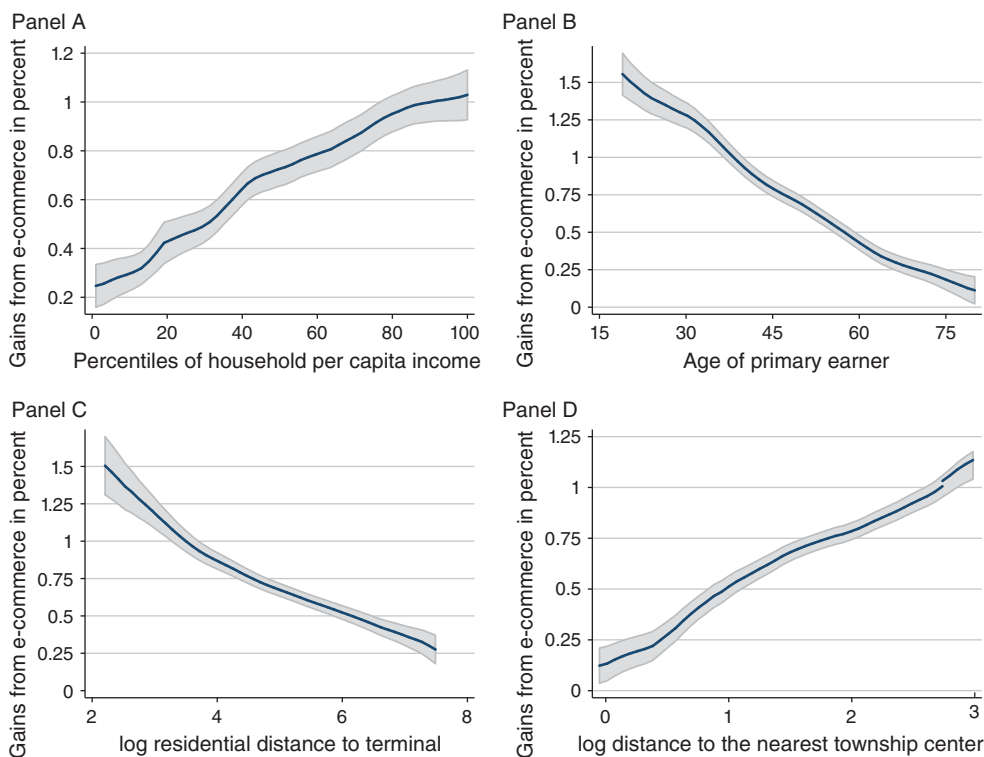 Panel A
Gains from e-commerce in percent
1.2
1
0.8
0.6
0.4
0.2
0 20 40 60 80 100
Percentiles of household per capita income
Panel B
Gains from e-commerce in percent
1.5
1.25
1
0.75
0.5
0.25
0
15 30 45 60 75
Age of primary earner
Panel C
Gains from e-commerce in percent
1.5
1.25
1
0.75
0.5
0.25
0
2 4 6 8
log residential distance to terminal
Panel D
Gains from e-commerce in percent
1.25
1
0.75
0.5
0.25
0
0 1 2 3
log distance to the nearest township center